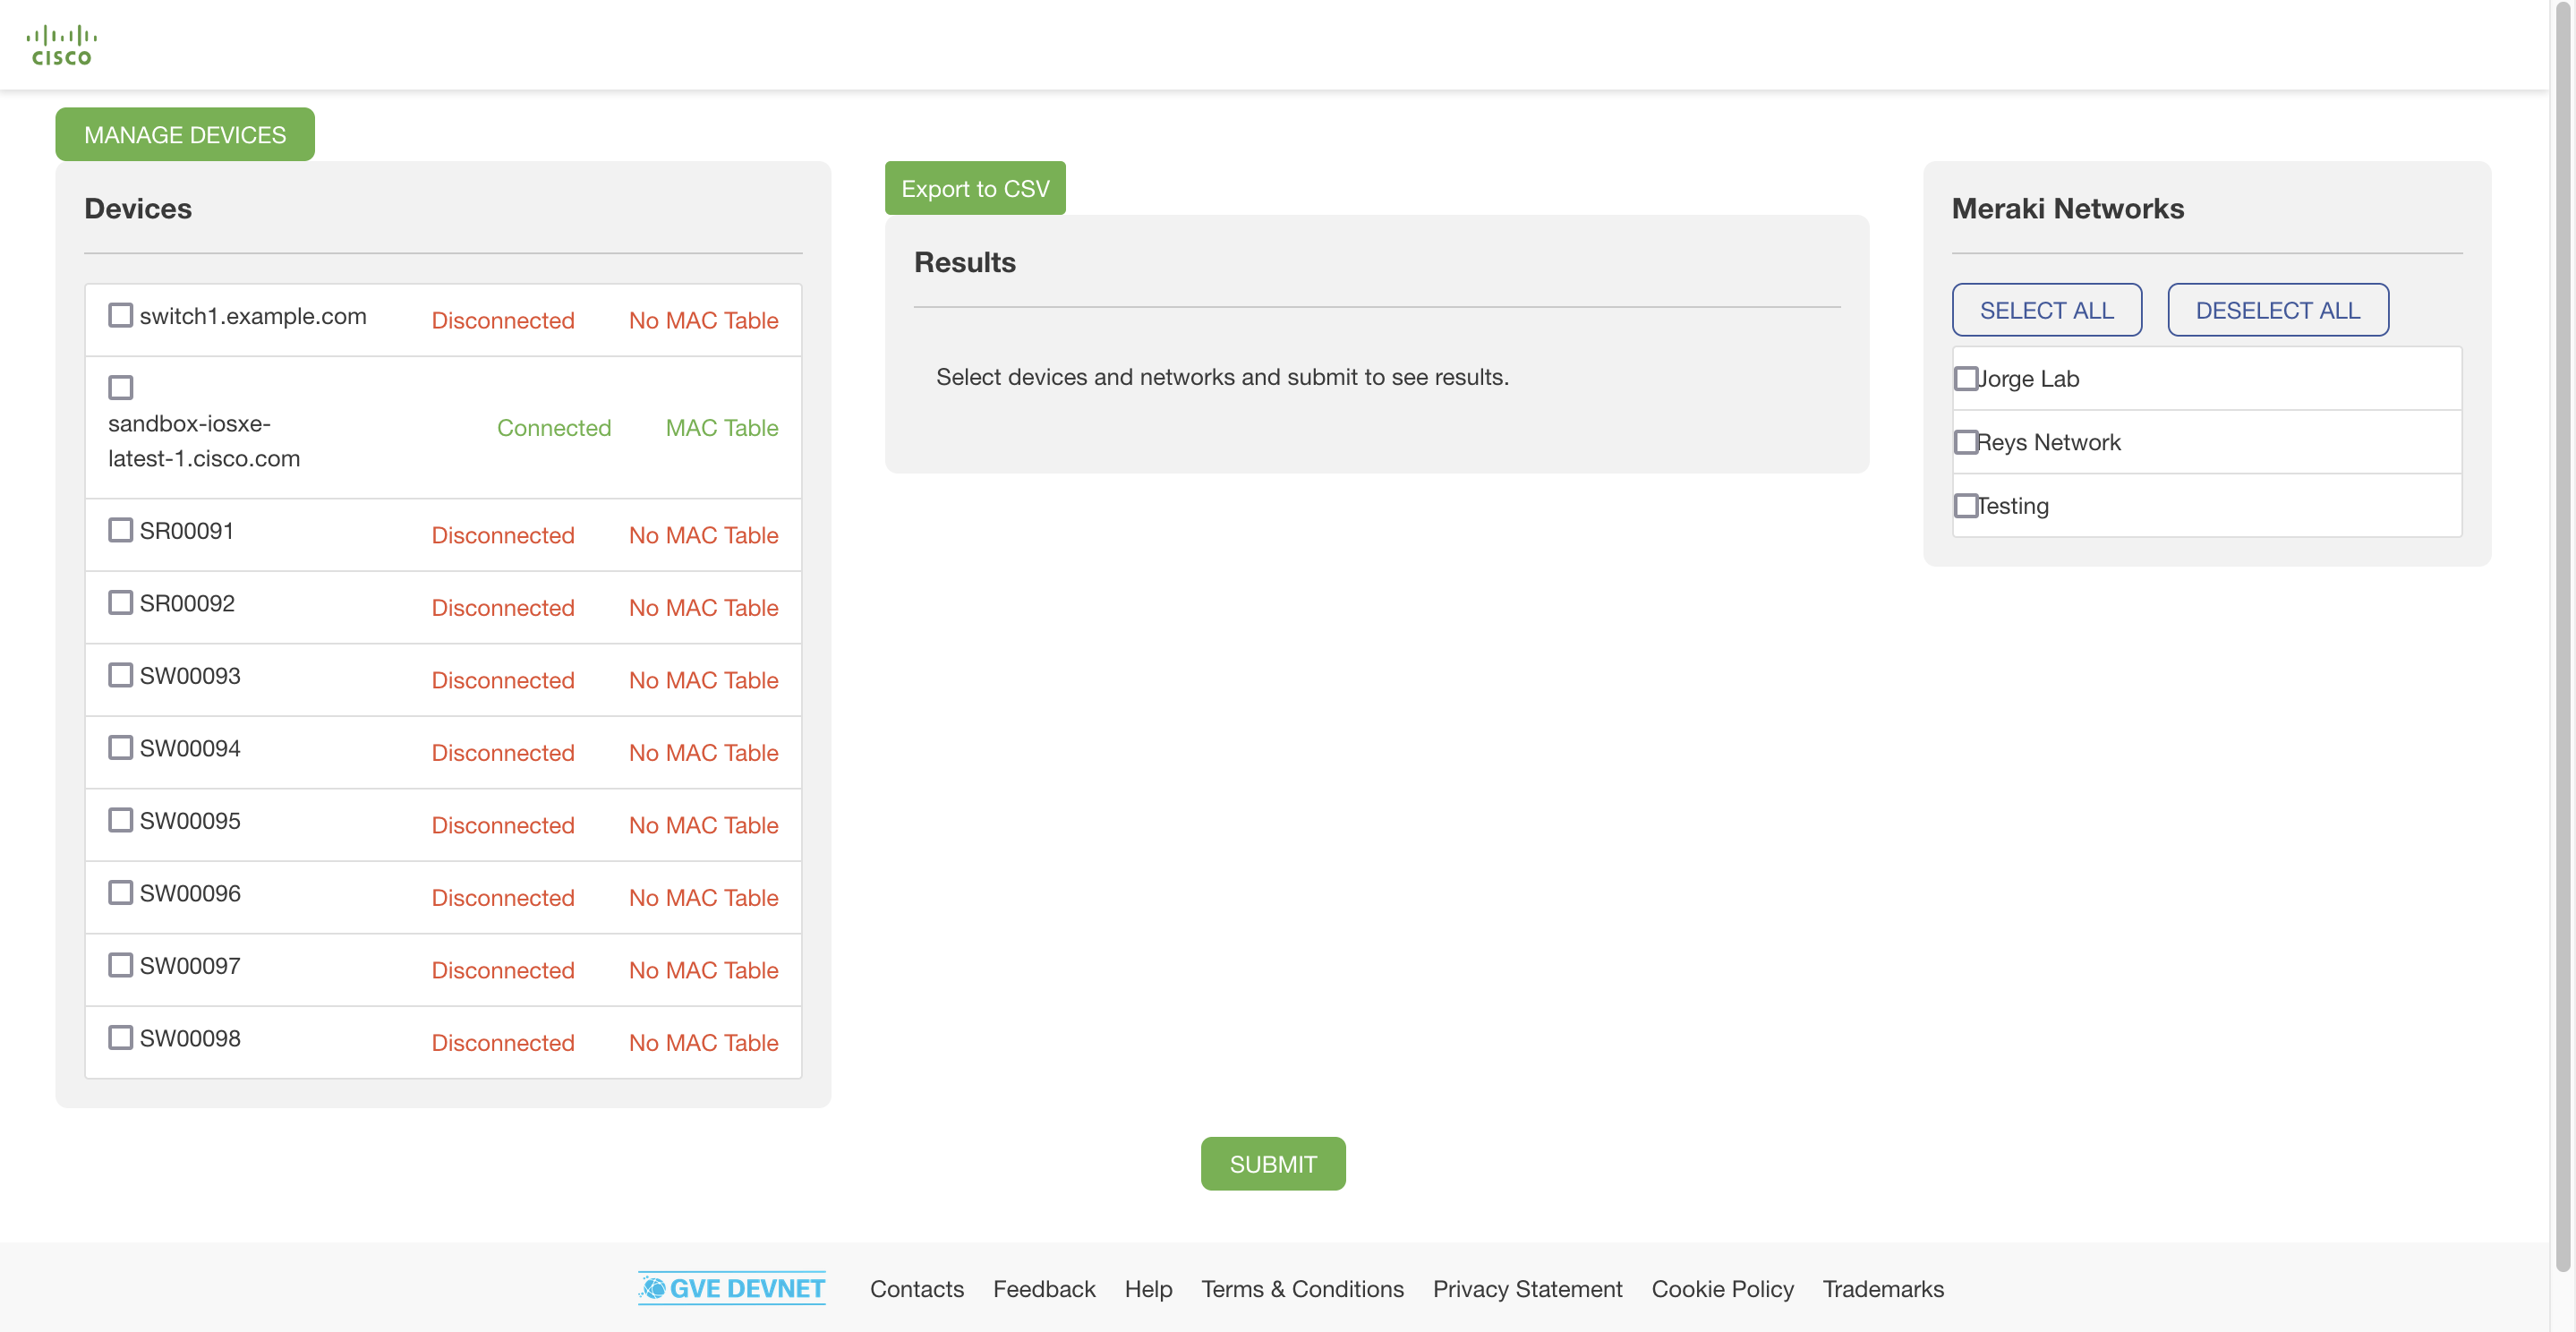 CISCO
MANAGE DEVICES
Devices
switch1.example.com Disconnected No MAC Table
sandbox-iosxe-
latest-1.cisco.com Connected MAC Table
SR00091 Disconnected No MAC Table
SR00092 Disconnected No MAC Table
SW00093 Disconnected No MAC Table
SW00094 Disconnected No MAC Table
SW00095 Disconnected No MAC Table
SW00096 Disconnected No MAC Table
SW00097 Disconnected No MAC Table
SW00098 Disconnected No MAC Table
Export to CSV
Results
Select devices and networks and submit to see results.
Meraki Networks
SELECT ALL DESELECT ALL
Jorge Lab
Reys Network
Testing
SUBMIT
GVE DEVNET Contacts Feedback Help Terms & Conditions Privacy Statement Cookie Policy Trademarks